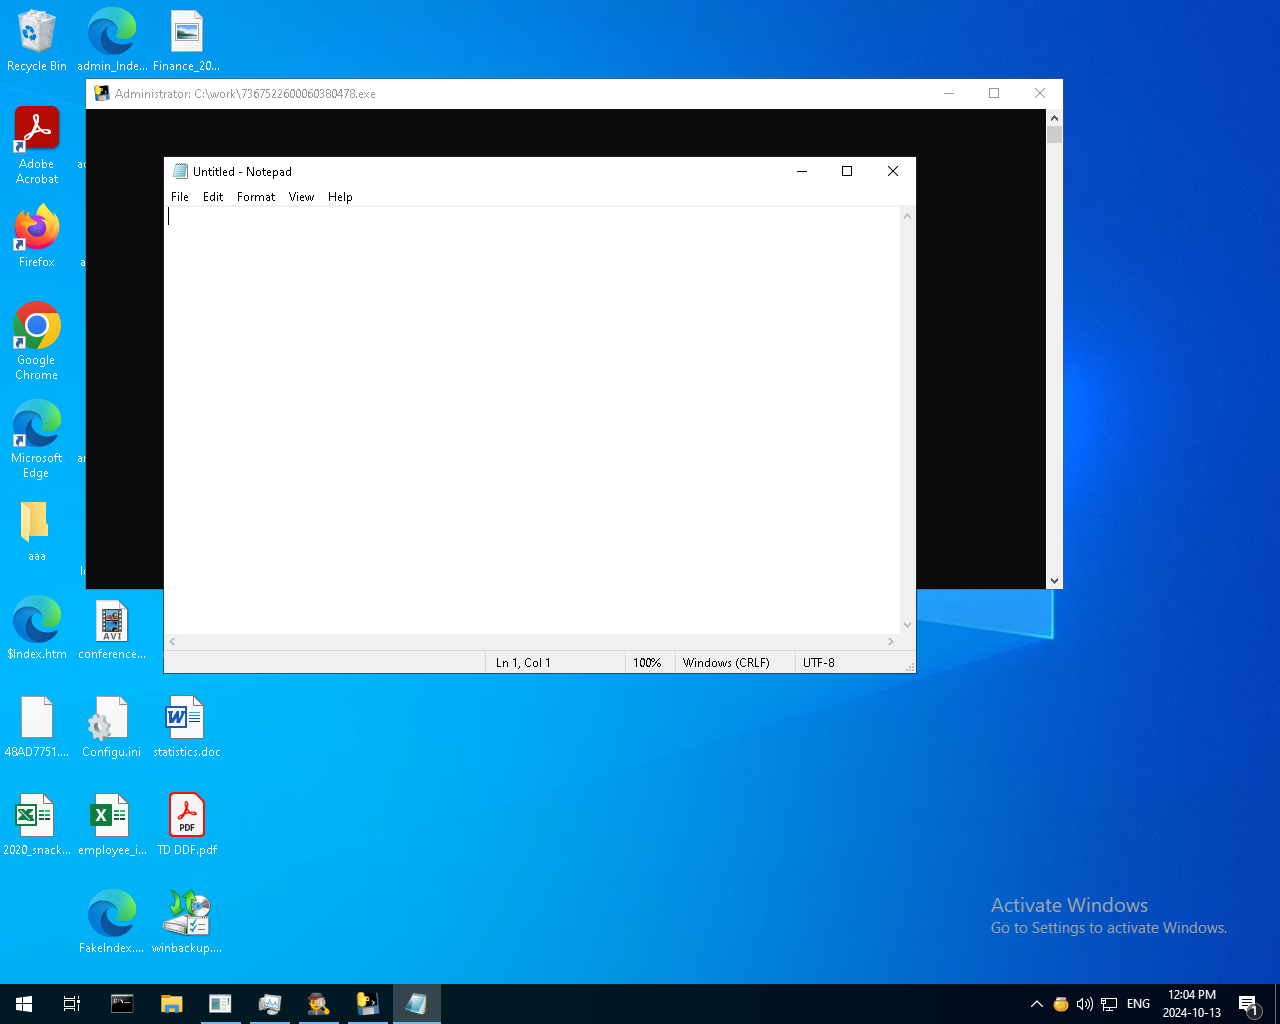 Recycle Bin
admin_Inde...
Finance_20...
Administrator: C:\work\7367522600060380478.exe
Untitled - Notepad
File Edit Format View Help
Adobe
Acrobat
Firefox
Google
Chrome
Microsoft
Edge
aaa
$Index.htm
AVI
conference...
Ln 1, Col 1
100%
Windows (CRLF)
UTF-8
48AD7751....
Configu.ini
statistics.doc
2020_snack...
employee_i...
PDF
TD DDF.pdf
FakeIndex....
winbackup....
Activate Windows
Go to Settings to activate Windows.
ENG
12:04 PM
2024-10-13
1